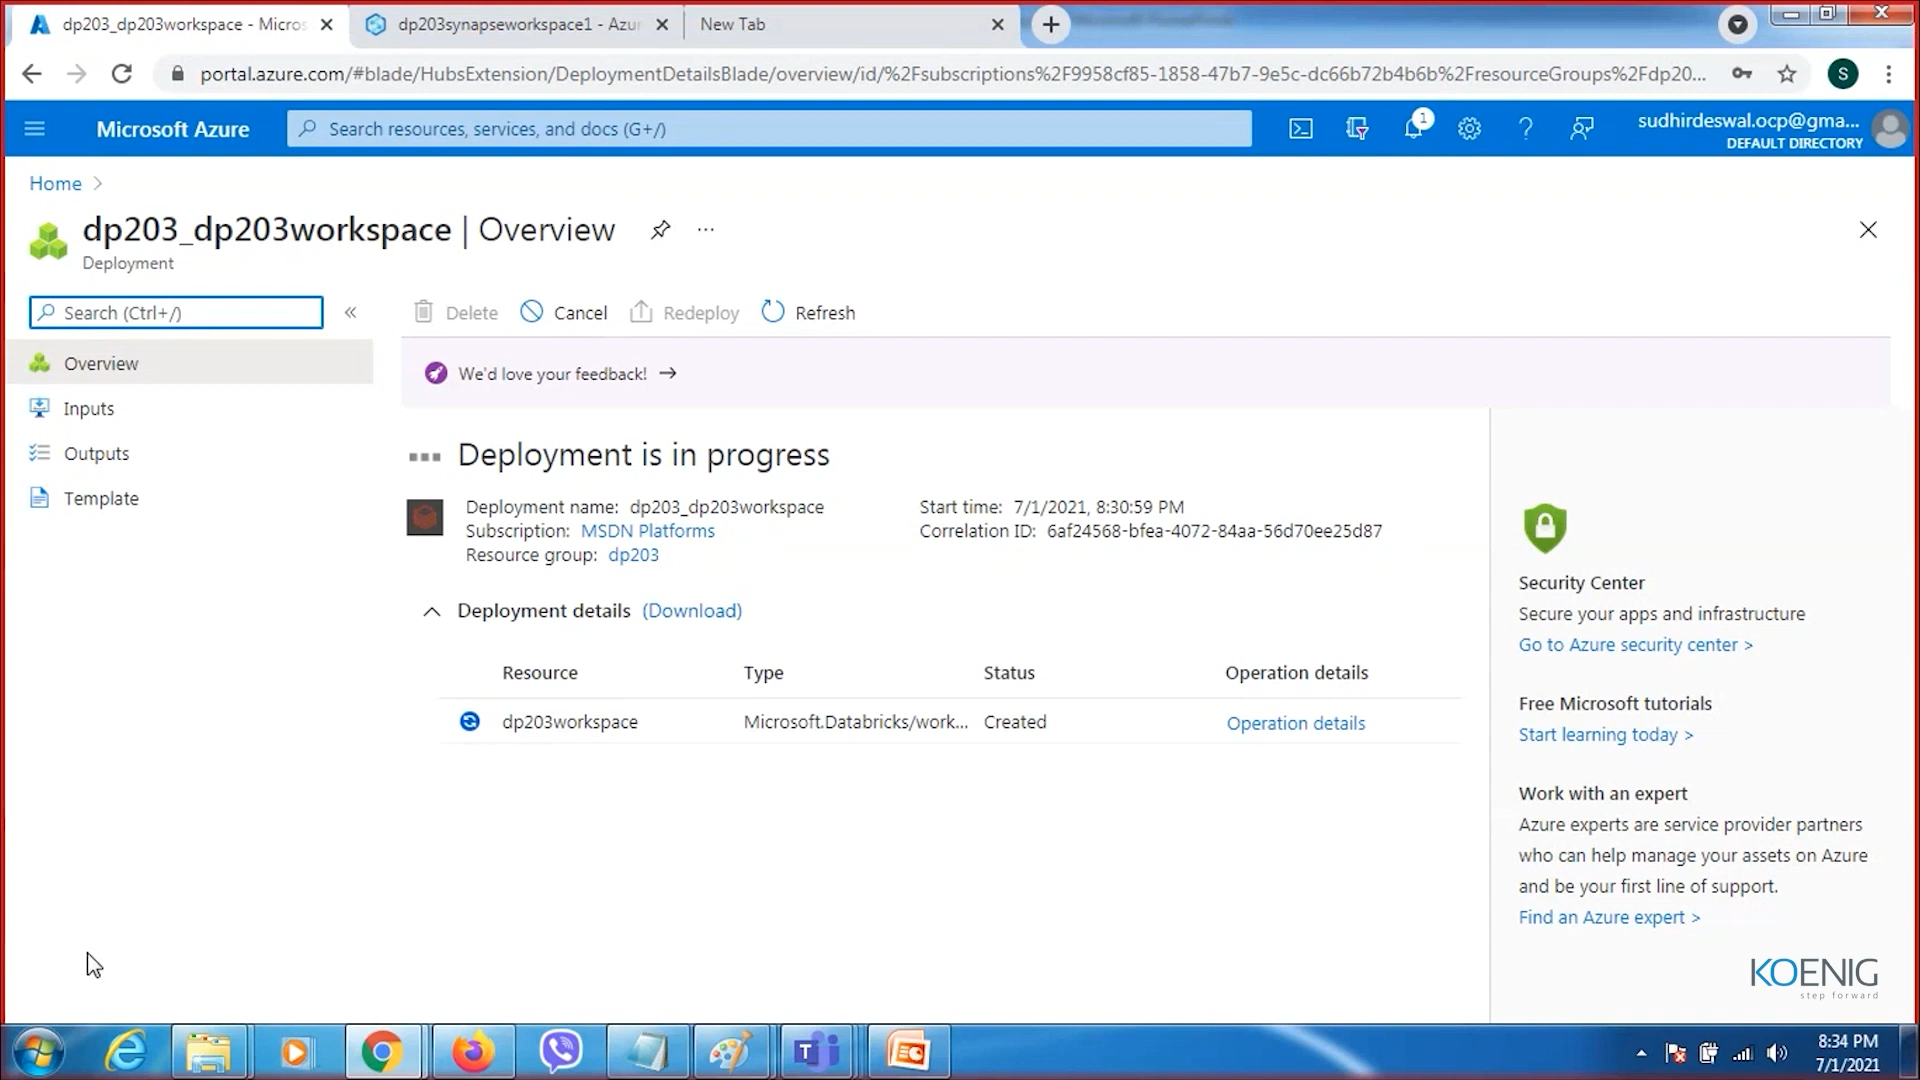 dp203_dp203workspace - Micros
dp203synapseworkspace1 - Azur
New Tab
portal.azure.com/#blade/HubsExtension/DeploymentDetailsBlade/overview/id/%2Fsubscriptions%2F9958cf85-1858-47b7-9e5c-dc66b72b4b6b%2FresourceGroups%2Fdp20...
S
Microsoft Azure
Search resources, services, and docs (G+/)
1
sudhirdeswal.ocp@gma...
DEFAULT DIRECTORY
Home
dp203_dp203workspace | Overview
Deployment
Search (Ctrl+/)
Delete
Cancel
Redeploy
Refresh
Overview
Inputs
Outputs
Template
We'd love your feedback!
Deployment is in progress
Deployment name: dp203_dp203workspace
Subscription: MSDN Platforms
Resource group: dp203
Start time: 7/1/2021, 8:30:59 PM
Correlation ID: 6af24568-bfea-4072-84aa-56d70ee25d87
Deployment details (Download)
Resource Type Status Operation details
dp203workspace Microsoft.Databricks/work... Created Operation details
Security Center
Secure your apps and infrastructure
Go to Azure security center >
Free Microsoft tutorials
Start learning today >
Work with an expert
Azure experts are service provider partners
who can help manage your assets on Azure
and be your first line of support.
Find an Azure expert >
KOENIG
step forward
8:34 PM
7/1/2021